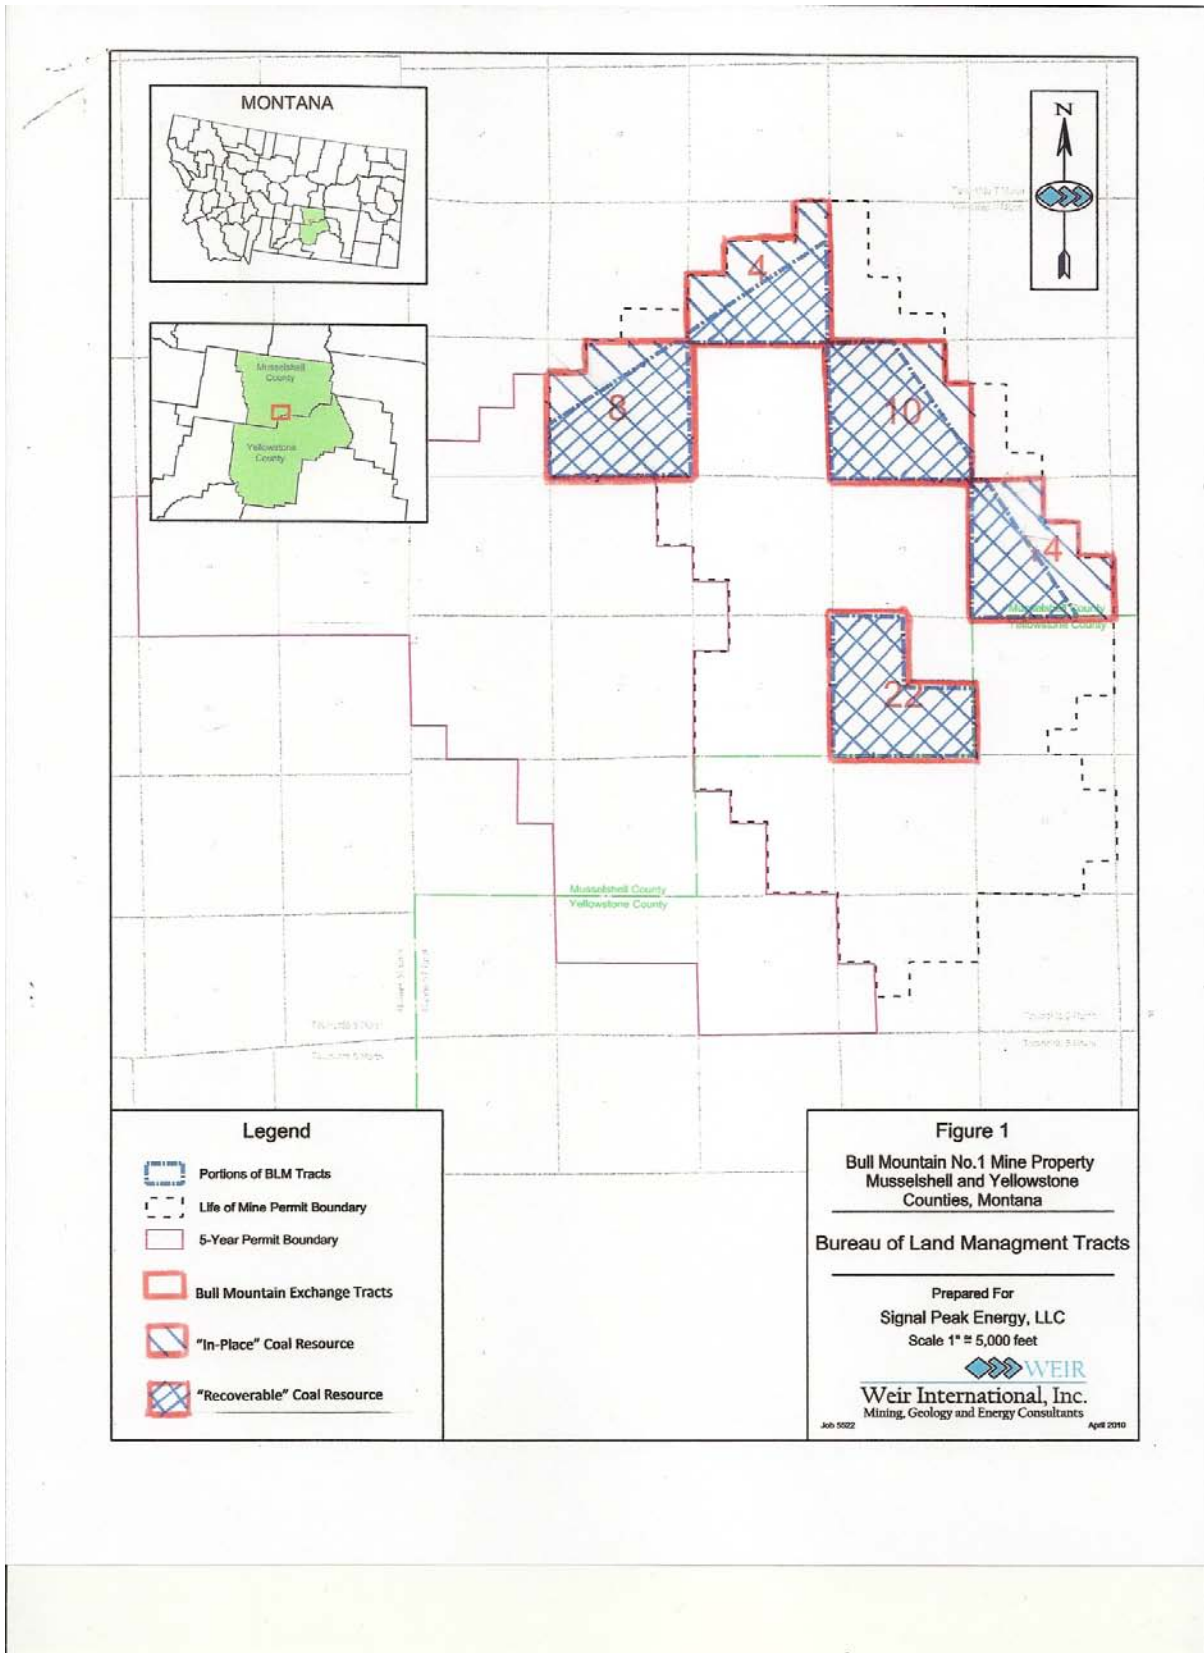 MONTANA
N
Musselshell
County
Yellowstone
County
4
8
10
4
22
Musselshell County
Yellowstone County
Musselshell County
Yellowstone County
Legend
Portions of BLM Tracts
Life of Mine Permit Boundary
5-Year Permit Boundary
Bull Mountain Exchange Tracts
"In-Place" Coal Resource
"Recoverable" Coal Resource
Figure 1
Bull Mountain No.1 Mine Property
Musselshell and Yellowstone
Counties, Montana
Bureau of Land Managment Tracts
Prepared For
Signal Peak Energy, LLC
Scale 1" ≅ 5,000 feet
WEIR
Weir International, Inc.
Mining, Geology and Energy Consultants
Job 5522
April 2010